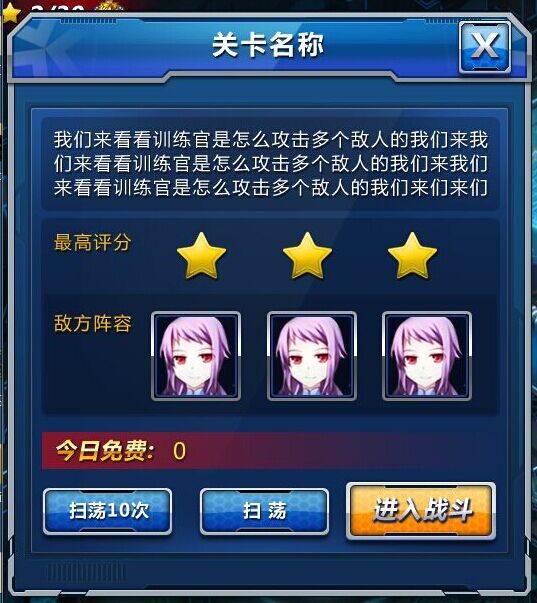 关卡名称
X
我们来看看训练官是怎么攻击多个敌人的我们来我
们来看看训练官是怎么攻击多个敌人的我们来我们
来看看训练官是怎么攻击多个敌人的我们来们来们
最高评分
敌方阵容
今日免费： 0
扫荡10次
扫 荡
进入战斗